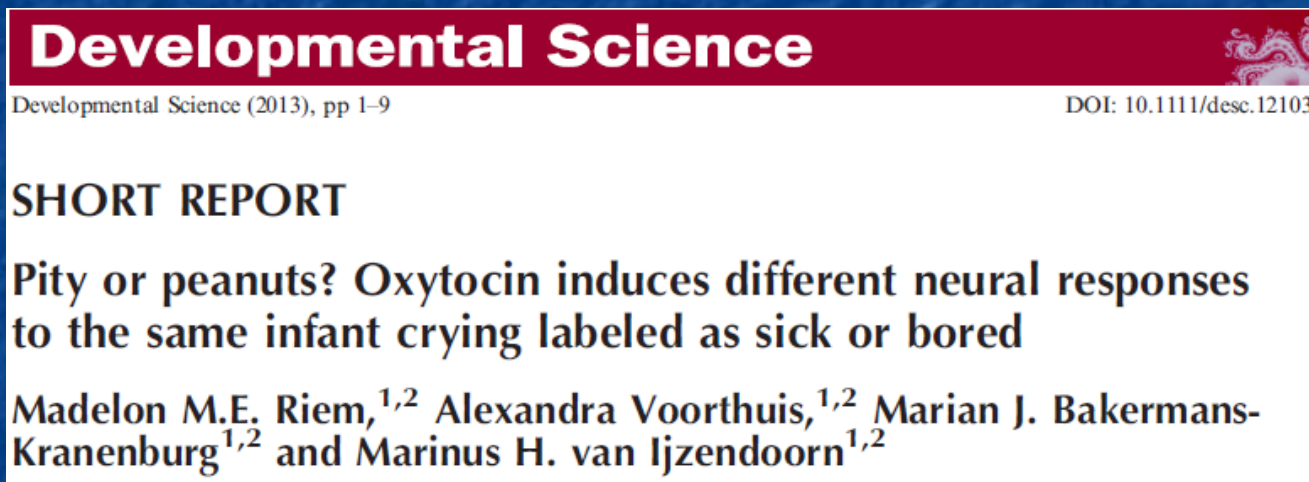 Developmental Science
Developmental Science (2013), pp 1–9 DOI: 10.1111/desc.12103
SHORT REPORT
Pity or peanuts? Oxytocin induces different neural responses
to the same infant crying labeled as sick or bored
Madelon M.E. Riem,1,2 Alexandra Voorthuis,1,2 Marian J. Bakermans-
Kranenburg1,2 and Marinus H. van Ijzendoorn1,2